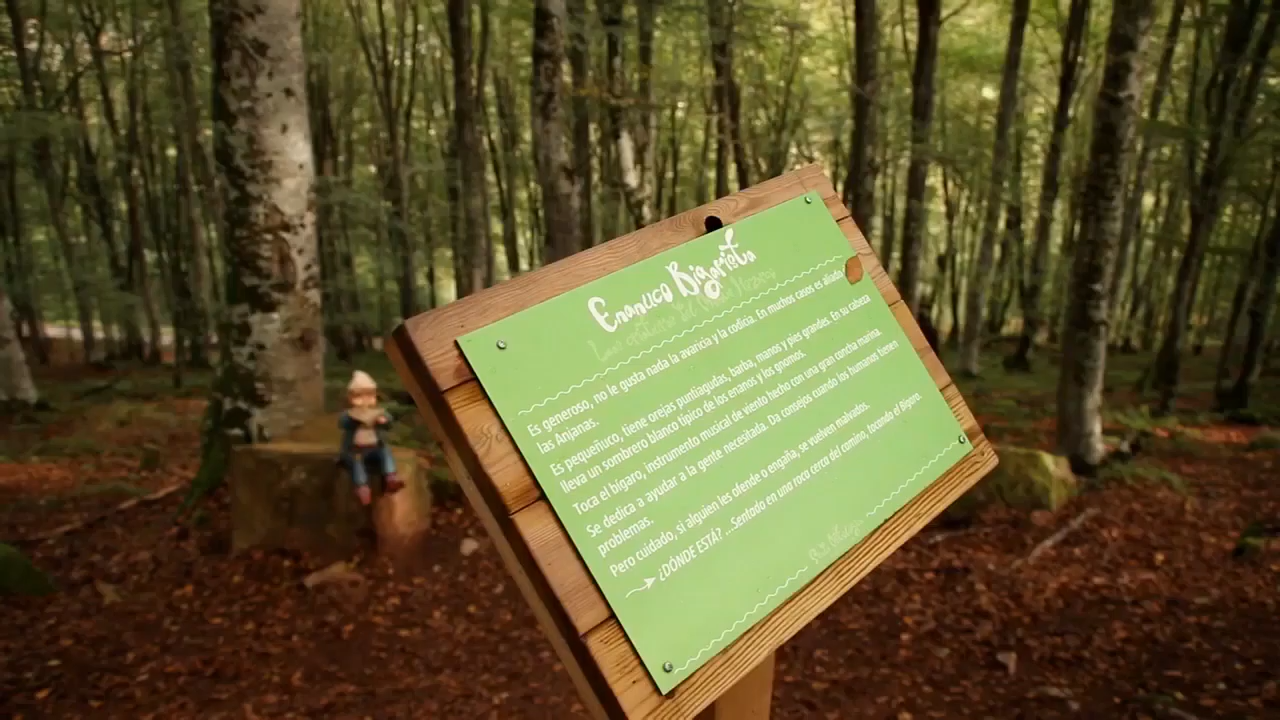 Enanuco Bigarista
Es generoso, no le gusta nada la avaricia y la codicia. En muchos casos es aliado
las Anjanas.
Es pequeñuco, tiene orejas puntiagudas, barba, manos y pies grandes. En su cabeza
lleva un sombrero blanco típico de los enanos y los gnomos.
Toca el bígaro, instrumento musical de viento hecho con una gran concha marina.
Se dedica a ayudar a la gente necesitada. Da consejos cuando los humanos tienen
problemas.
Pero cuidado, si alguien les ofende o engaña, se vuelven malvados.
¿DÓNDE ESTÁ? ...Sentado en una roca cerca del camino, tocando el Bígaro.